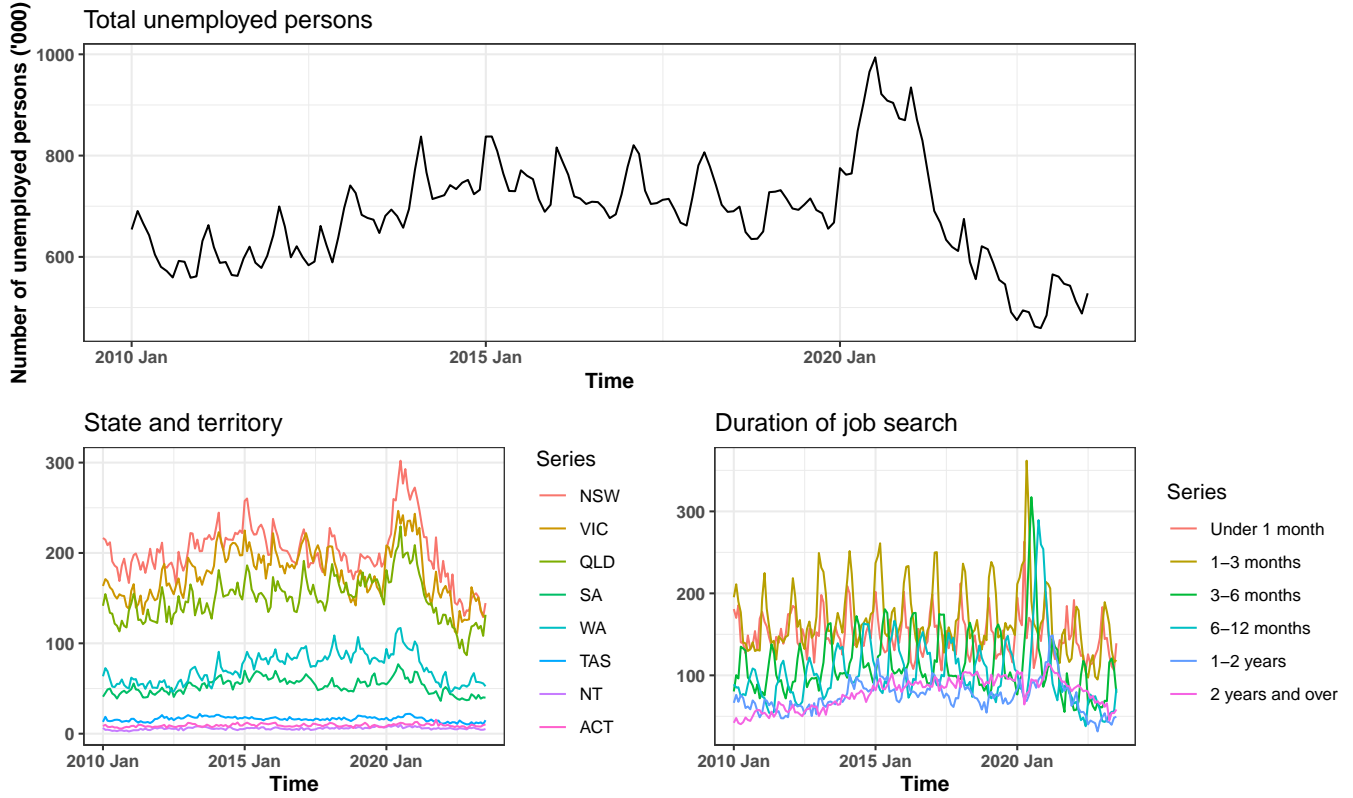 Total unemployed persons
Number of unemployed persons ('000)
1000
800
600
2010 Jan
2015 Jan
2020 Jan
Time
State and territory
300
200
100
0
2010 Jan
2015 Jan
2020 Jan
Time
Series
NSW
VIC
QLD
SA
WA
TAS
NT
ACT
Duration of job search
300
200
100
2010 Jan
2015 Jan
2020 Jan
Time
Series
Under 1 month
1–3 months
3–6 months
6–12 months
1–2 years
2 years and over